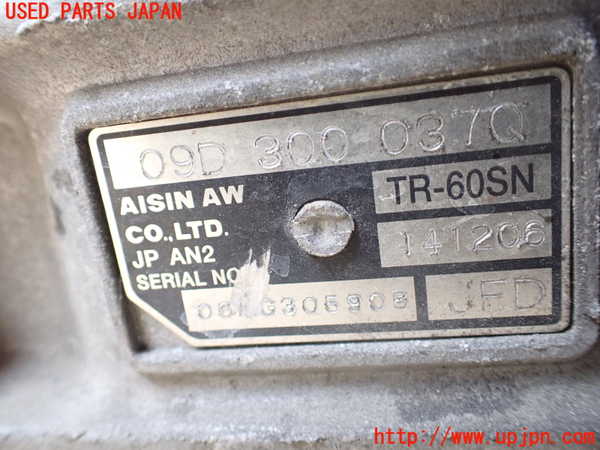 USED PARTS JAPAN
09D 300 037Q
AISIN AW
CO.,LTD.
TR-60SN
141206
JP AN2
SERIAL NO.
JFD
http://www.upjpn.com/